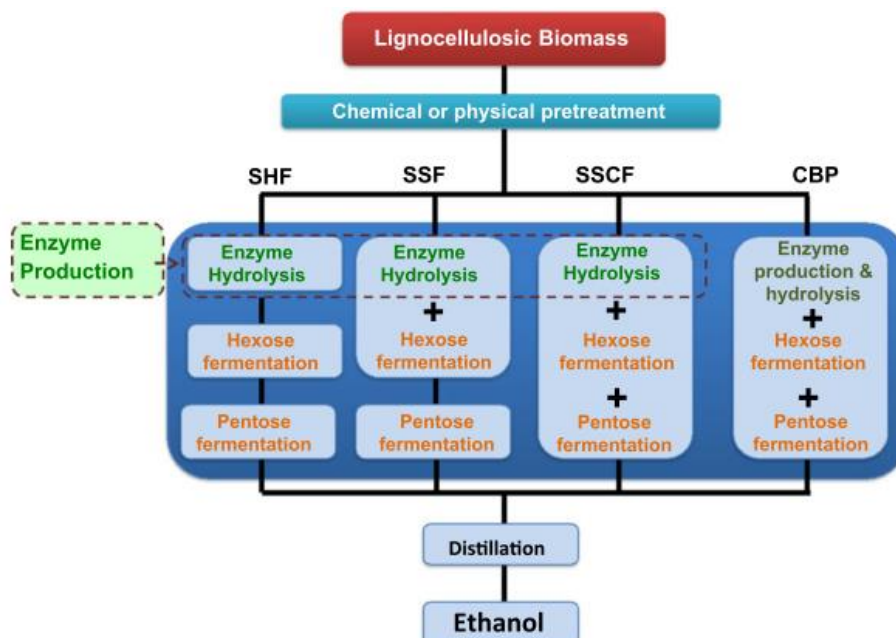 Lignocellulosic Biomass
Chemical or physical pretreatment
SHF
SSF
SSCF
CBP
Enzyme
Production
Enzyme
Hydrolysis
Hexose
fermentation
Pentose
fermentation
Enzyme
Hydrolysis
+
Hexose
fermentation
Pentose
fermentation
Enzyme
Hydrolysis
+
Hexose
fermentation
+
Pentose
fermentation
Enzyme
production &
hydrolysis
+
Hexose
fermentation
+
Pentose
fermentation
Distillation
Ethanol